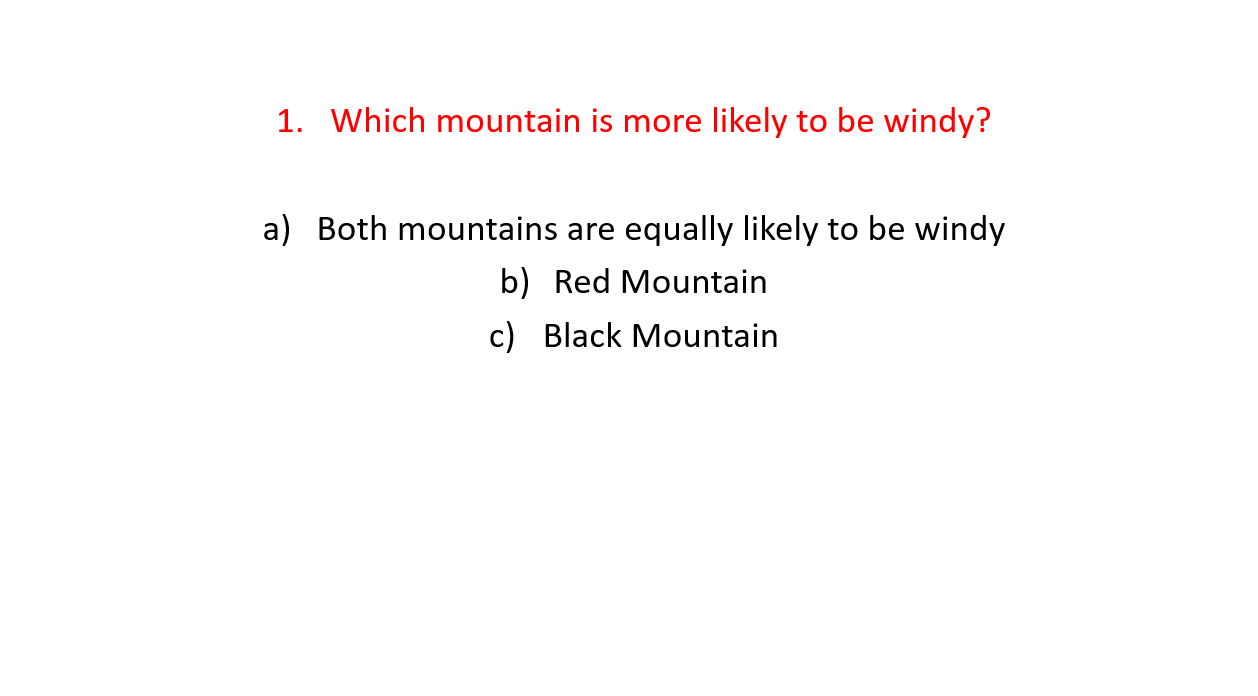 1. Which mountain is more likely to be windy?
a) Both mountains are equally likely to be windy
b) Red Mountain
c) Black Mountain